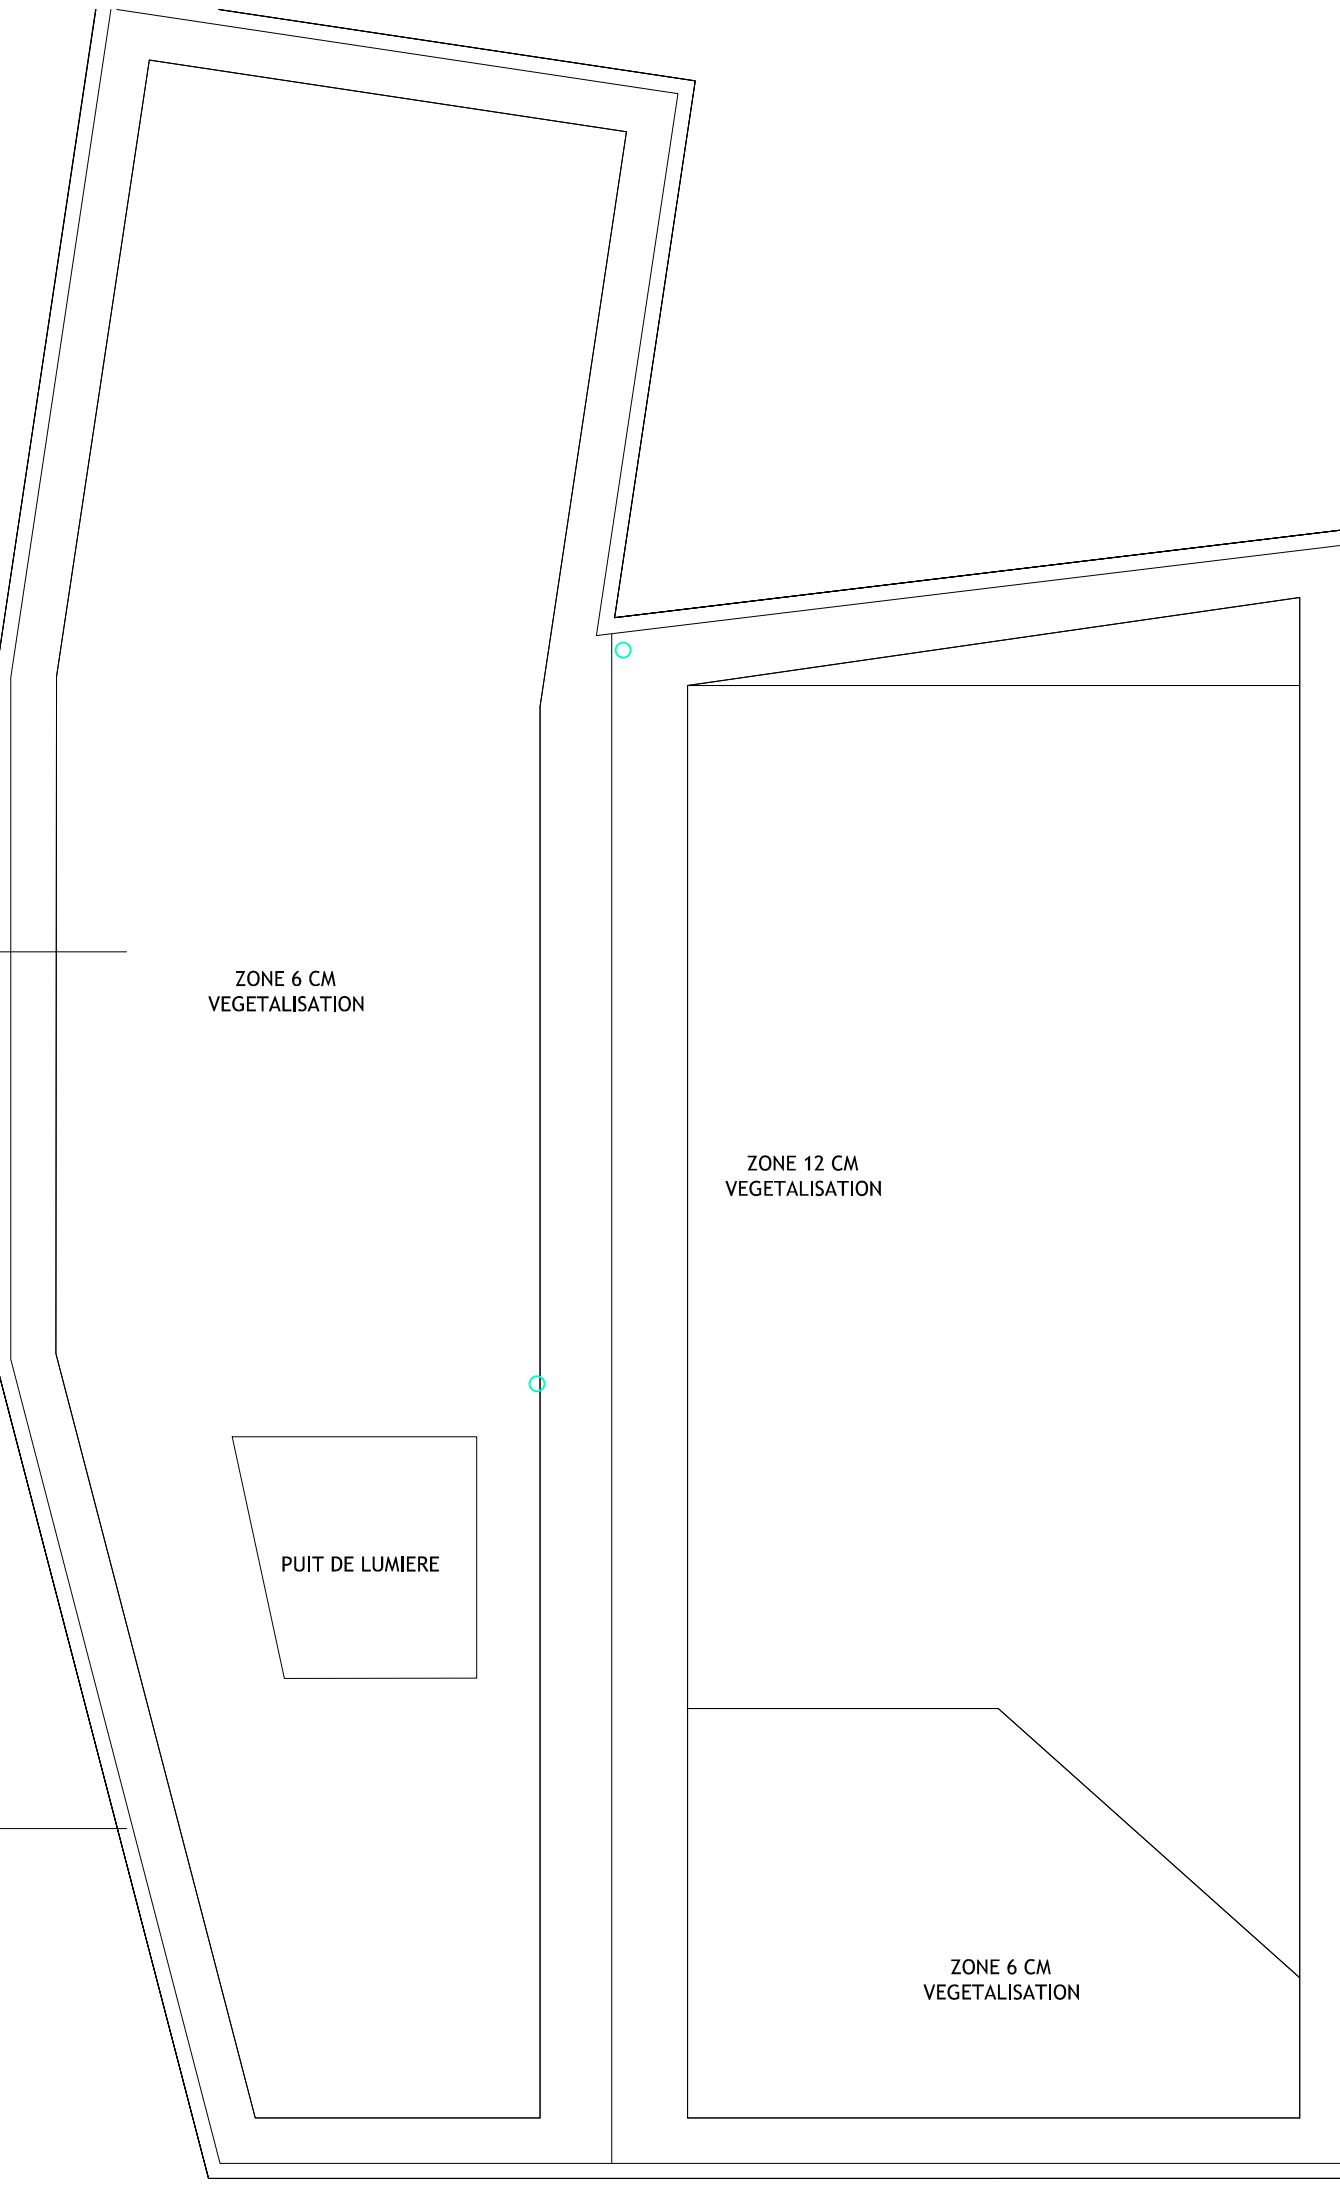 ZONE 6 CM
VEGETALISATION
ZONE 12 CM
VEGETALISATION
PUIT DE LUMIERE
ZONE 6 CM
VEGETALISATION